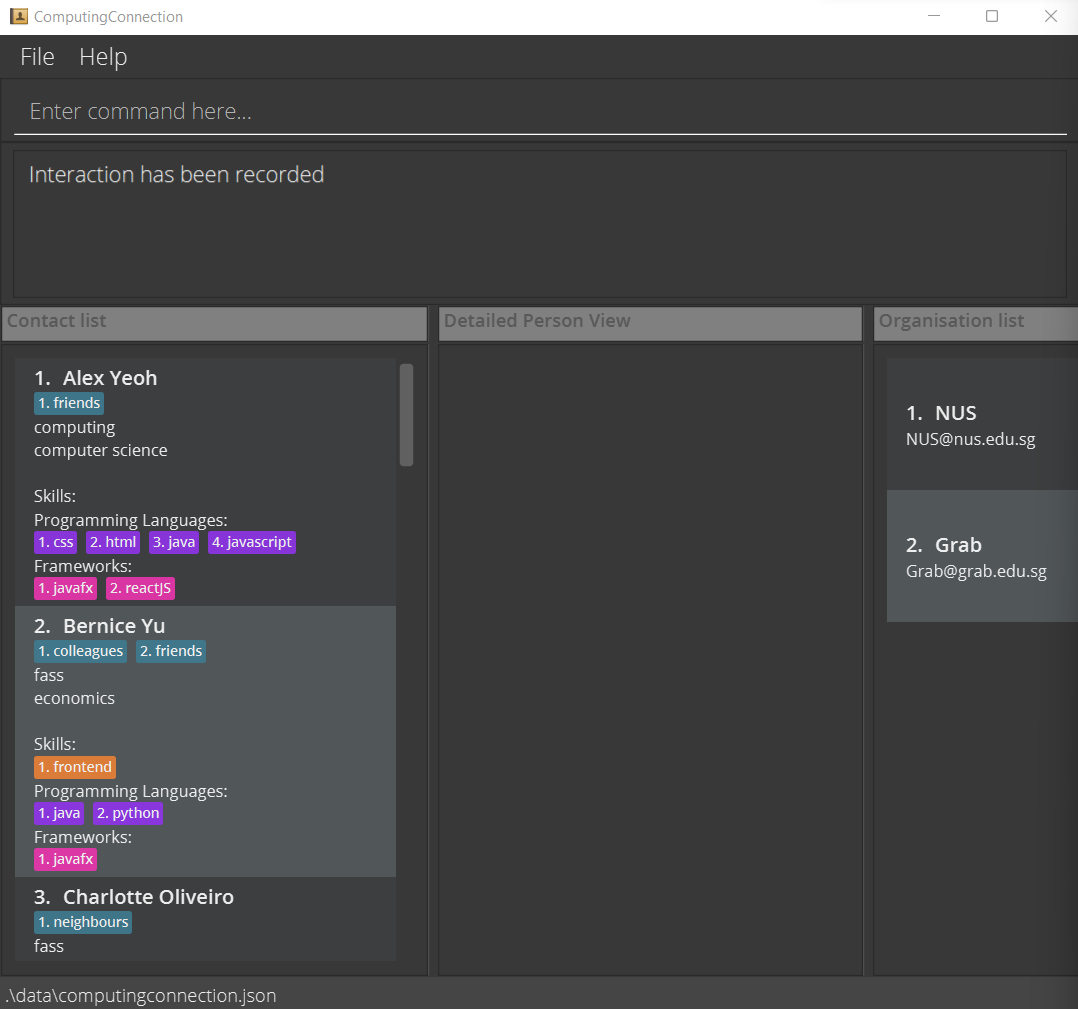 ComputingConnection
File Help
Enter command here...
Interaction has been recorded
Contact list
1. Alex Yeoh
1. friends
computing
computer science
Skills:
Programming Languages:
1. css 2. html 3. java 4. javascript
Frameworks:
1. javafx 2. reactJS
2. Bernice Yu
1. colleagues 2. friends
fass
economics
Skills:
1. frontend
Programming Languages:
1. java 2. python
Frameworks:
1. javafx
3. Charlotte Oliveiro
1. neighbours
fass
Detailed Person View
Organisation list
1. NUS
NUS@nus.edu.sg
2. Grab
Grab@grab.edu.sg
.\data\computingconnection.json